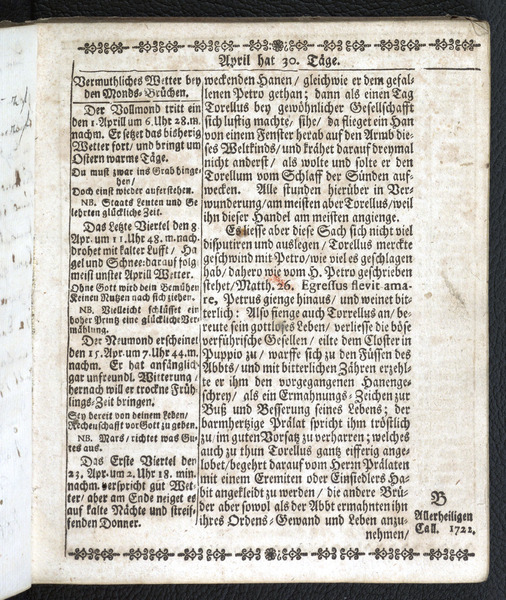 April hat 30. Täge.
Vermuthliches Wetter bey
den Monds-Brüchen.
Der Vollmond tritt ein
den 1. Aprill um 6. Uhr 28. m.
nachm. Er setzet das bisherig
Wetter fort/ und bringt um
Ostern warme Täge.
Du must zwar ins Grab hinge-
hen/
Doch einst wieder auferstehen.
NB. Staats Leuten und Ge
lehrten glückliche Zeit.
Das Letzte Viertel den 8
Apr. um 11. Uhr 48. m. nach-
drohet mit kalter Lufft/ Ha
gel und Schnee: darauf folg
meist unstet Aprill Wetter.
Ohne Gott wird dein Bemühen
Keinen Nutzen nach sich ziehen.
NB. Vielleicht schliesset ein
hoher Printz eine glückliche Ver-
mählung.
Der Neumond erscheinet
den 15. Apr. um 7. Uhr 44. m.
nachm. Er hat anfänglich
gar unfreundl. Witterung/
hernach will er trockne Früh
lings-Zeit bringen.
Sey bereit von deinem Leben/
Rechenschafft vor Gott zu geben.
NB. Mars/ richtet was Gu-
tes aus.
Das Erste Viertel den
23. Apr. um 2. Uhr 18. min.
nachm. verspricht gut Wet-
ter/ aber am Ende neiget es
auf kalte Nächte und streif-
fenden Donner.
weckenden Hanen/ gleichwie er dem gefal-
lenen Petro gethan; dann als einen Tag
Torellus bey gewöhnlicher Gesellschafft
sich lustig machte/ sihe/ da flieget ein Han
von einem Fenster herab auf den Armb die-
ses Weltkinds/ und krähet darauf dreymal
nicht anderst/ als wolte und solte er den
Torellum vom Schlaff der Sünden auf-
wecken. Alle stunden hierüber in Ver-
wunderung/ am meisten aber Torellus/ weil
ihn dieser Handel am meisten angienge.
Es liesse aber diese Sach sich nicht viel
disputiren und auslegen/ Torellus merckte
geschwind mit Petro/ wie viel es geschlagen
hab/ dahero wie vom H. Petro geschrieben
stehet/ Matth. 26. Egressus flevit ama-
re, Petrus gienge hinaus/ und weinet bit-
terlich: Also fienge auch Torrellus an/ be-
reute sein gottloses Leben/ verliesse die böse
verführische Gesellen/ eilte dem Closter in
Puppio zu/ warffe sich zu den Füssen des
Abbts/ und mit bitterlichen Zähren erzehl-
te er ihm den vorgegangenen Hanenge-
schrey/ als ein Ermahnungs-Zeichen zur
Buß und Besserung seines Lebens; der
barmhertzige Prälat spricht ihm tröstlich
zu/ im guten Vorsatz zu verharren; welches
auch zu thun Torellus gantz eifferig ange-
lobet/ begehrt darauf vom Herrn Prälaten
mit einem Eremiten oder Einsidlers Ha-
bit angekleidt zu werden/ die andere Brü-
der aber sowol als der Abbt ermahnten ihn
ihres Ordens-Gewand und Leben anzu-
nehmen/
B
Allerheiligen
Call. 1722.